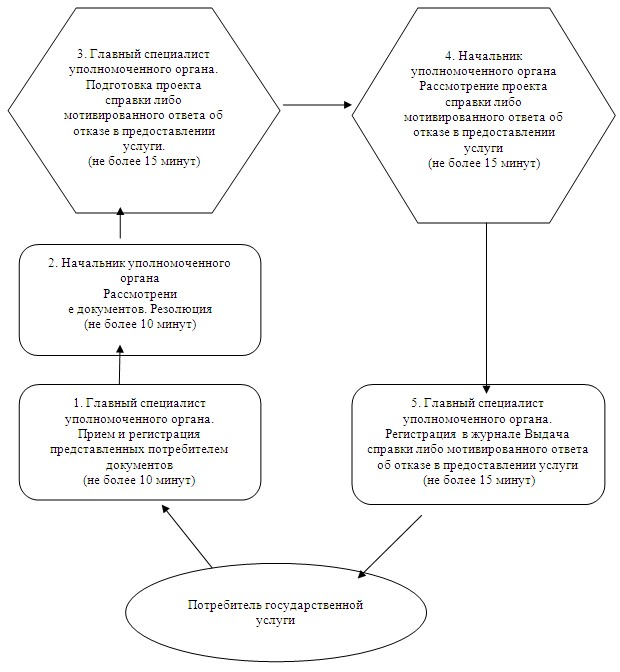 3. Главный специалист
уполномоченного органа.
Подготовка проекта
справки либо
мотивированного ответа об
отказе в предоставлении
услуги.
(не более 15 минут)
4. Начальник
уполномоченного органа
Рассмотрение проекта
справки либо
мотивированного ответа об
отказе в предоставлении
услуги
(не более 15 минут)
2. Начальник уполномоченного
органа
Рассмотрени
е документов. Резолюция
(не более 10 минут)
1. Главный специалист
уполномоченного органа.
Прием и регистрация
представленных потребителем
документов
(не более 10 минут)
5. Главный специалист
уполномоченного органа.
Регистрация в журнале Выдача
справки либо мотивированного ответа
об отказе в предоставлении услуги
(не более 15 минут)
Потребитель государственной
услуги